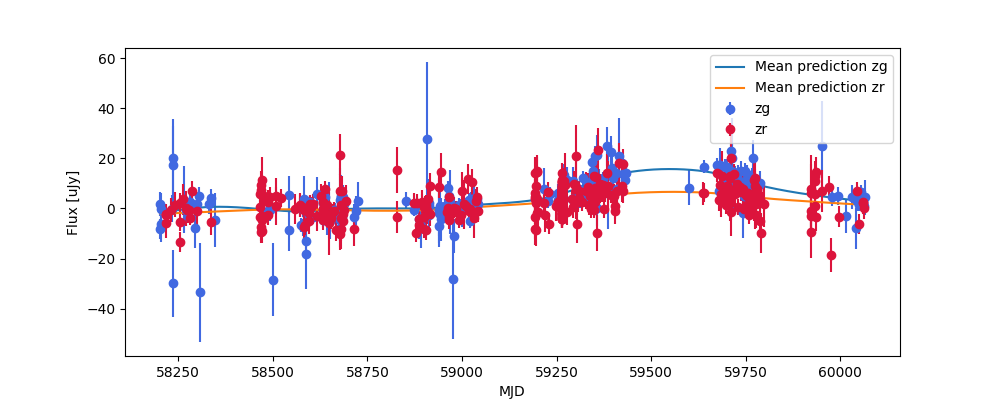 60
40
20
0
−20
−40
Flux [uJy]
58250
58500
58750
59000
59250
59500
59750
60000
MJD
Mean prediction zg
Mean prediction zr
zg
zr